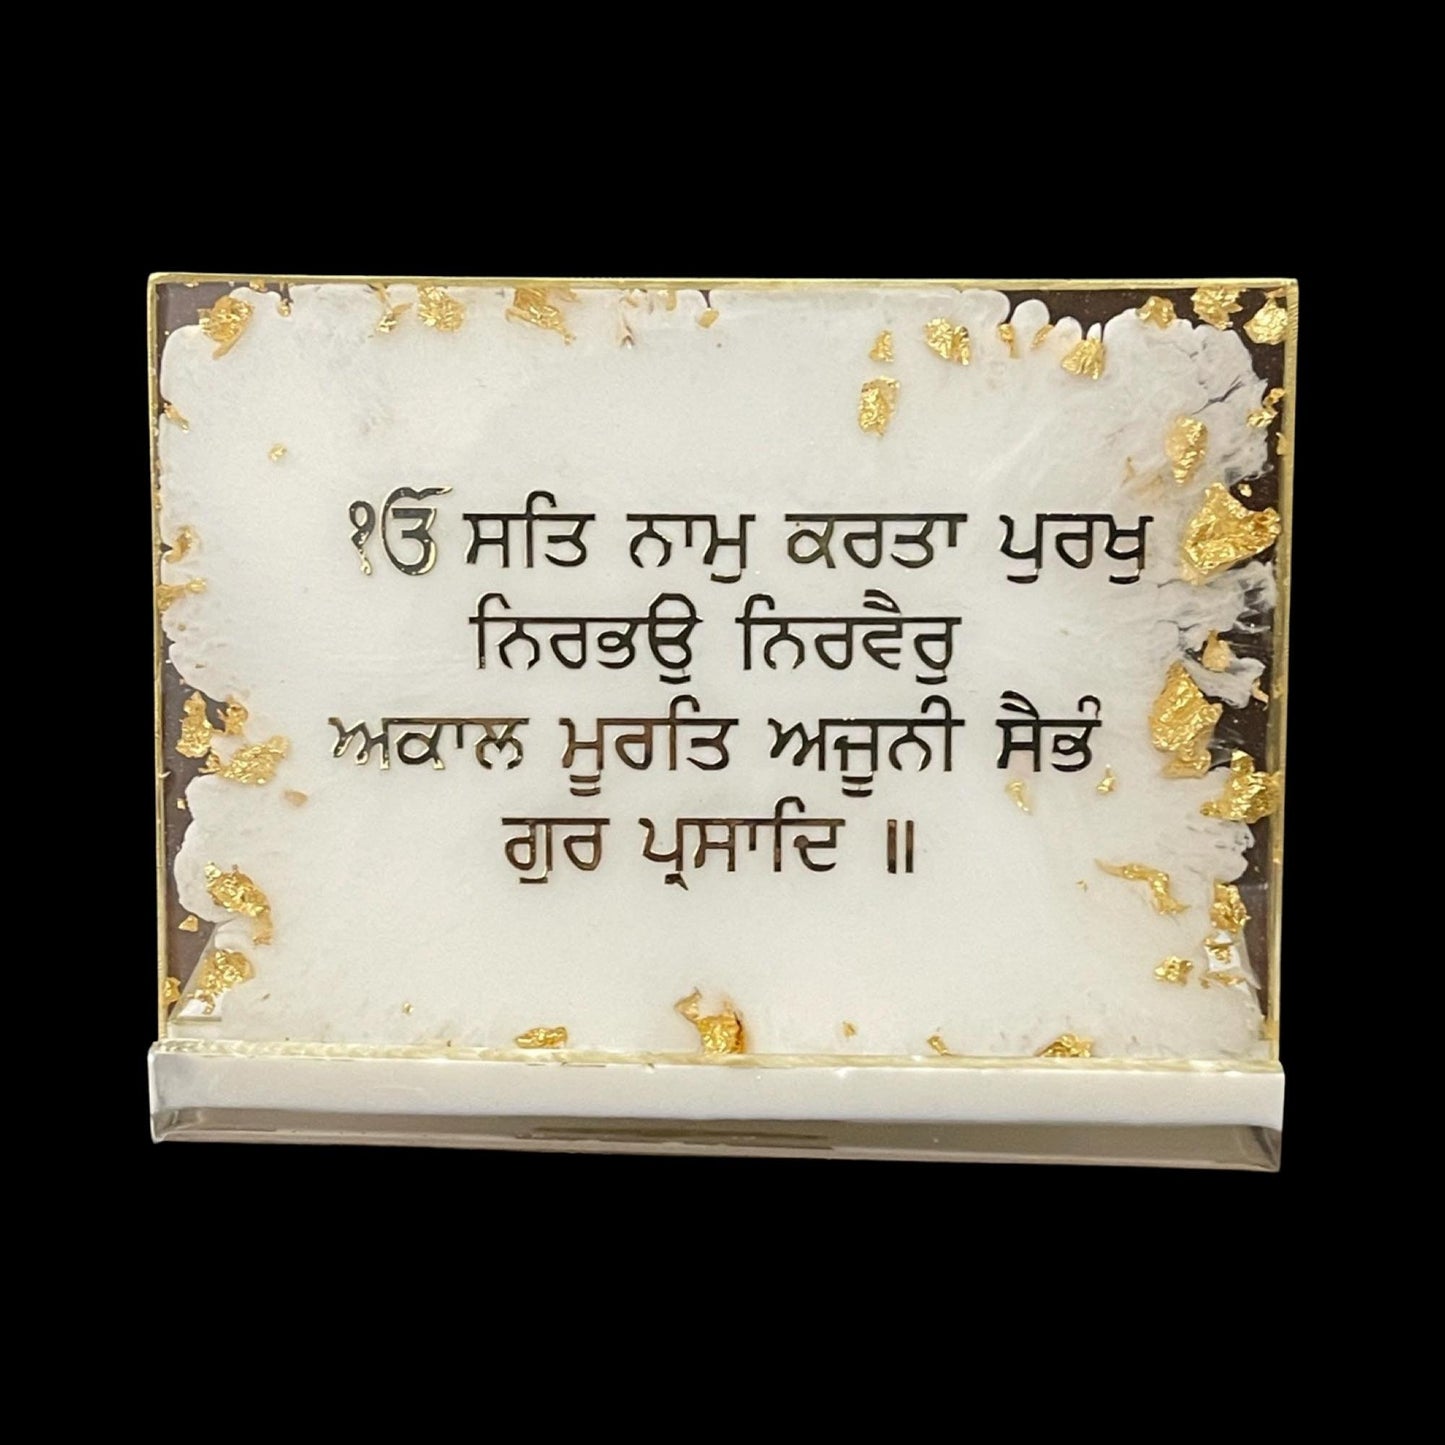 ੴ ਸਤਿ ਨਾਮੁ ਕਰਤਾ ਪੁਰਖੁ
ਨਿਰਭਉ ਨਿਰਵੈਰੁ
ਅਕਾਲ ਮੂਰਤਿ ਅਜੂਨੀ ਸੈਭੰ
ਗੁਰ ਪ੍ਰਸਾਦਿ ॥